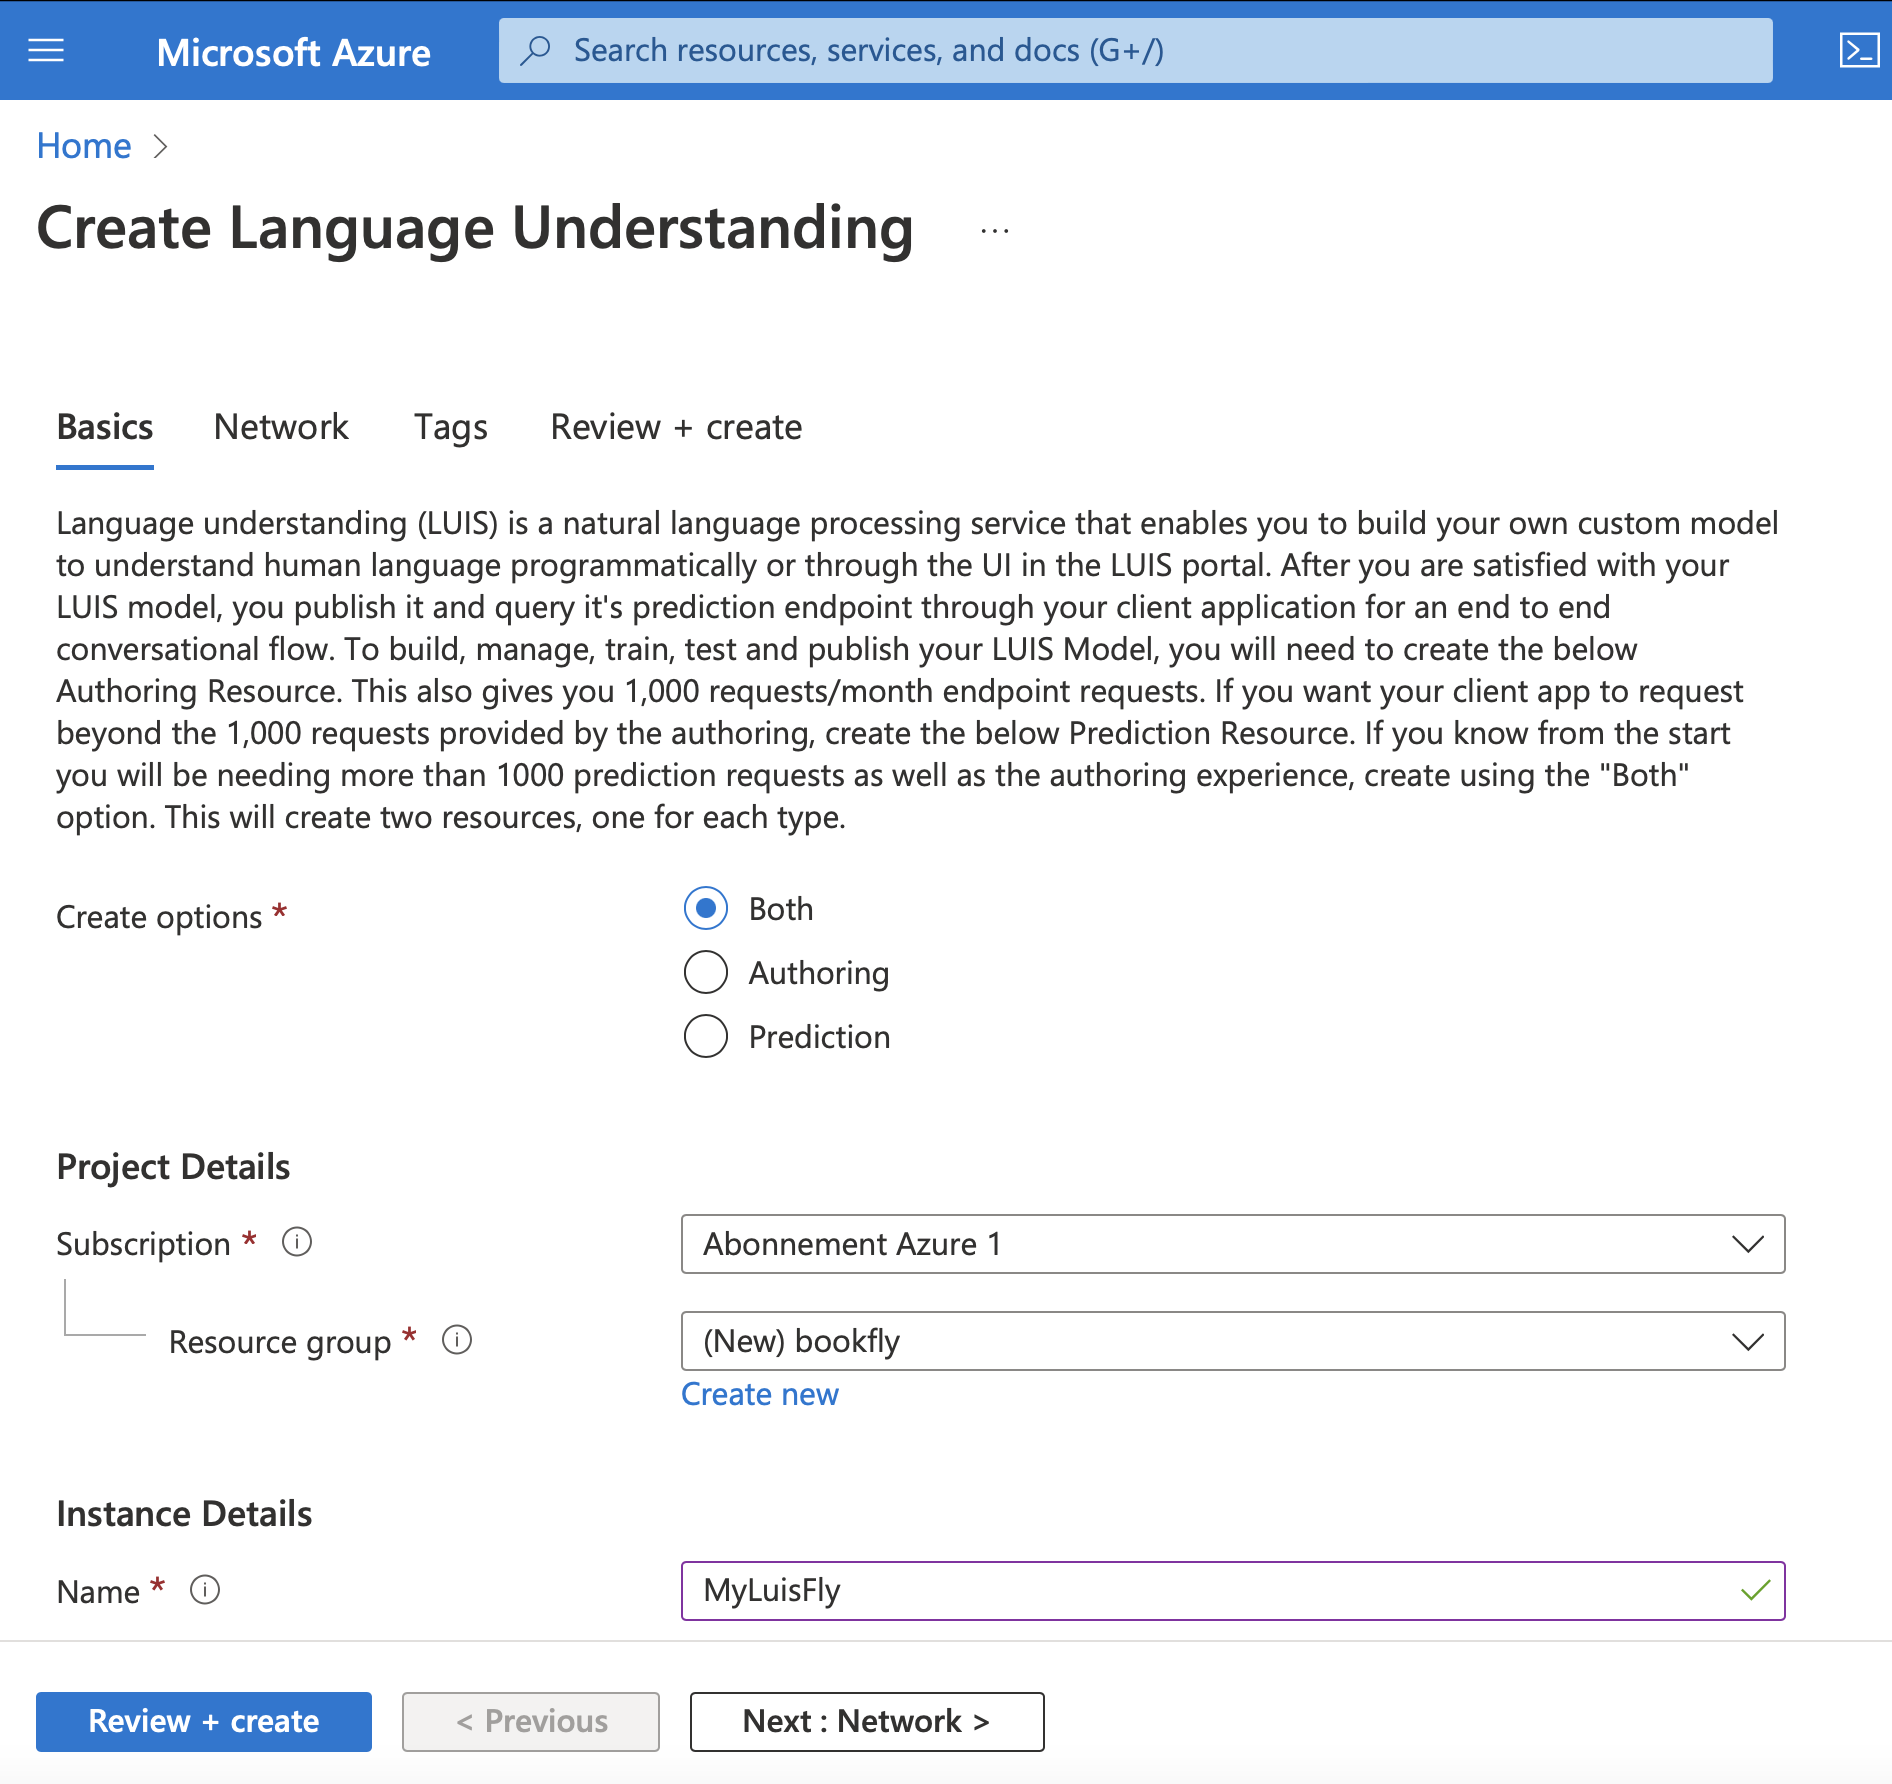 Microsoft Azure
Search resources, services, and docs (G+/)
Home >
Create Language Understanding ...
Basics Network Tags Review + create
Language understanding (LUIS) is a natural language processing service that enables you to build your own custom model
to understand human language programmatically or through the UI in the LUIS portal. After you are satisfied with your
LUIS model, you publish it and query it's prediction endpoint through your client application for an end to end
conversational flow. To build, manage, train, test and publish your LUIS Model, you will need to create the below
Authoring Resource. This also gives you 1,000 requests/month endpoint requests. If you want your client app to request
beyond the 1,000 requests provided by the authoring, create the below Prediction Resource. If you know from the start
you will be needing more than 1000 prediction requests as well as the authoring experience, create using the "Both"
option. This will create two resources, one for each type.
Create options *
Both
Authoring
Prediction
Project Details
Subscription *
Abonnement Azure 1
Resource group *
(New) bookfly
Create new
Instance Details
Name *
MyLuisFly
Review + create
< Previous
Next : Network >